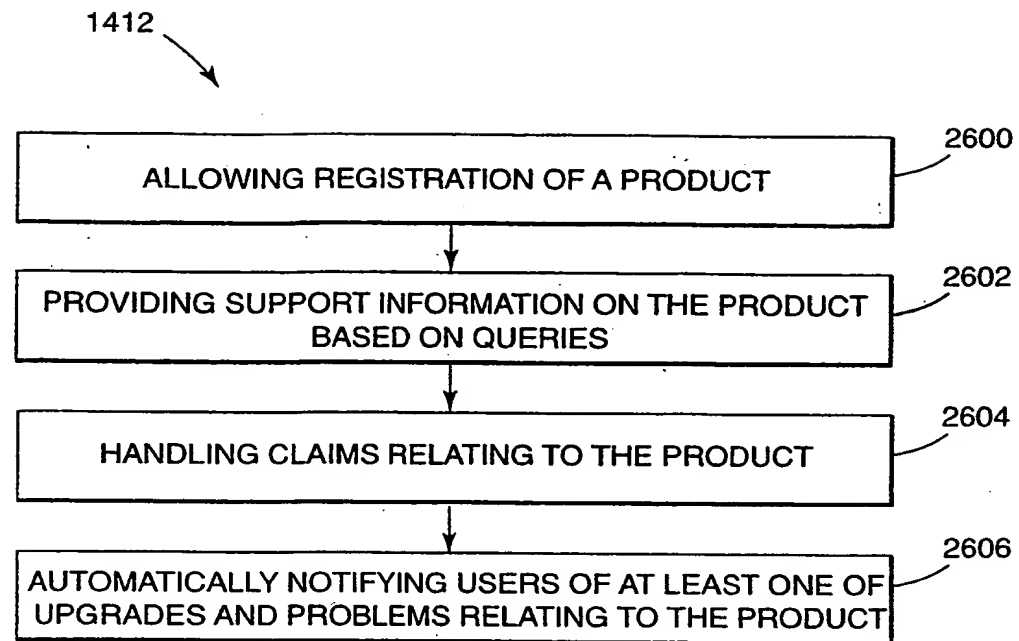 1412
2600
ALLOWING REGISTRATION OF A PRODUCT
2602
PROVIDING SUPPORT INFORMATION ON THE PRODUCT
BASED ON QUERIES
2604
HANDLING CLAIMS RELATING TO THE PRODUCT
2606
AUTOMATICALLY NOTIFYING USERS OF AT LEAST ONE OF
UPGRADES AND PROBLEMS RELATING TO THE PRODUCT